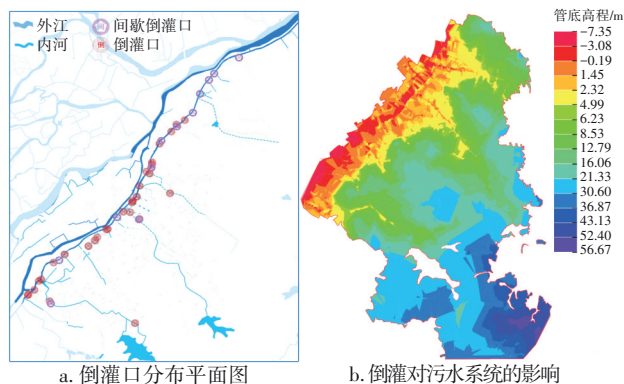 外江
内河
间歇倒灌口
倒 倒灌口
a. 倒灌口分布平面图
管底高程/m
-7.35
-3.08
-0.19
1.45
2.32
4.99
6.23
8.53
12.79
16.06
21.33
30.60
36.87
43.13
52.40
56.67
b. 倒灌对污水系统的影响